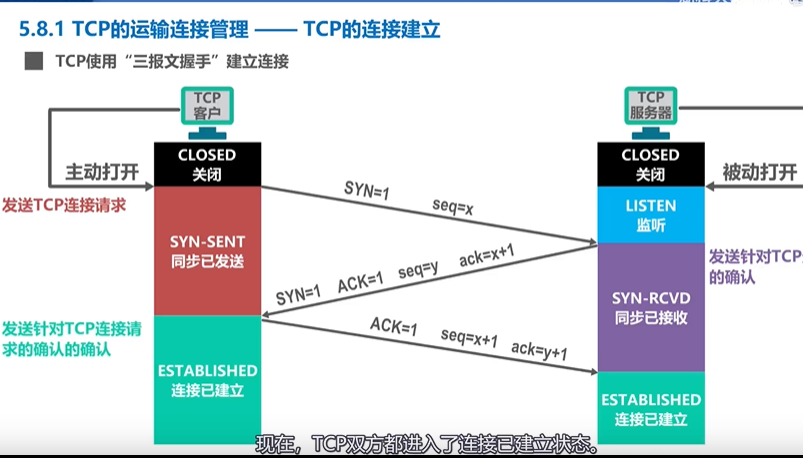 5.8.1 TCP的运输连接管理 —— TCP的连接建立
TCP使用“三报文握手”建立连接
TCP
客户
TCP
服务器
CLOSED
关闭
CLOSED
关闭
主动打开
被动打开
发送TCP连接请求
SYN=1 seq=x
LISTEN
监听
SYN-SENT
同步已发送
SYN=1 ACK=1 seq=y ack=x+1
发送针对TCP
的确认
SYN-RCVD
同步已接收
发送针对TCP连接请
求的确认的确认
ACK=1 seq=x+1 ack=y+1
ESTABLISHED
连接已建立
ESTABLISHED
连接已建立
现在，TCP双方都进入了连接已建立状态。